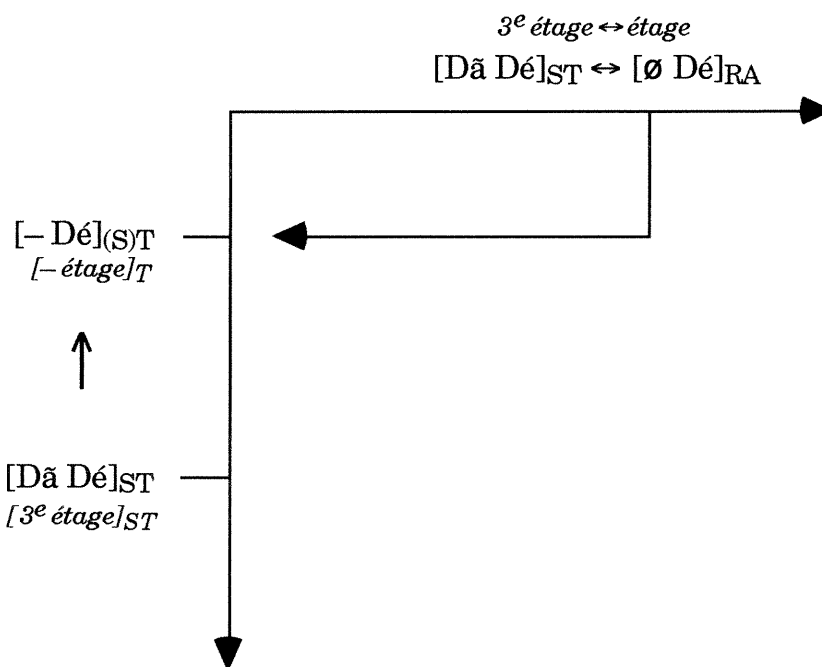 3e étage ↔ étage
[Dã Dé]ST ↔ [ø Dé]RA
[– Dé](S)T
[– étage]T
[Dã Dé]ST
[3e étage]ST